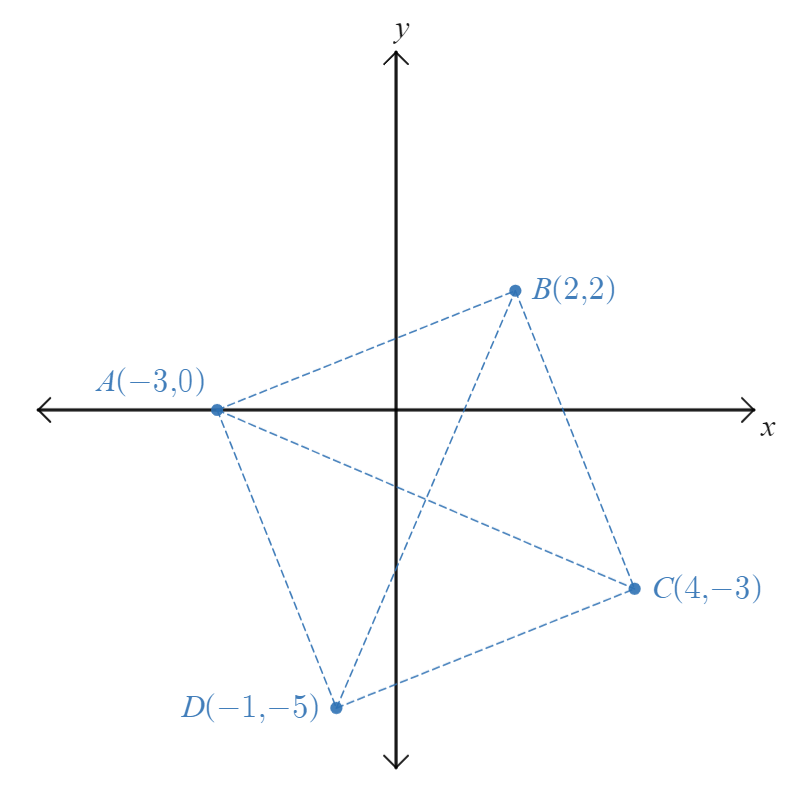 y
B(2,2)
A(−3,0)
x
C(4,−3)
D(−1,−5)